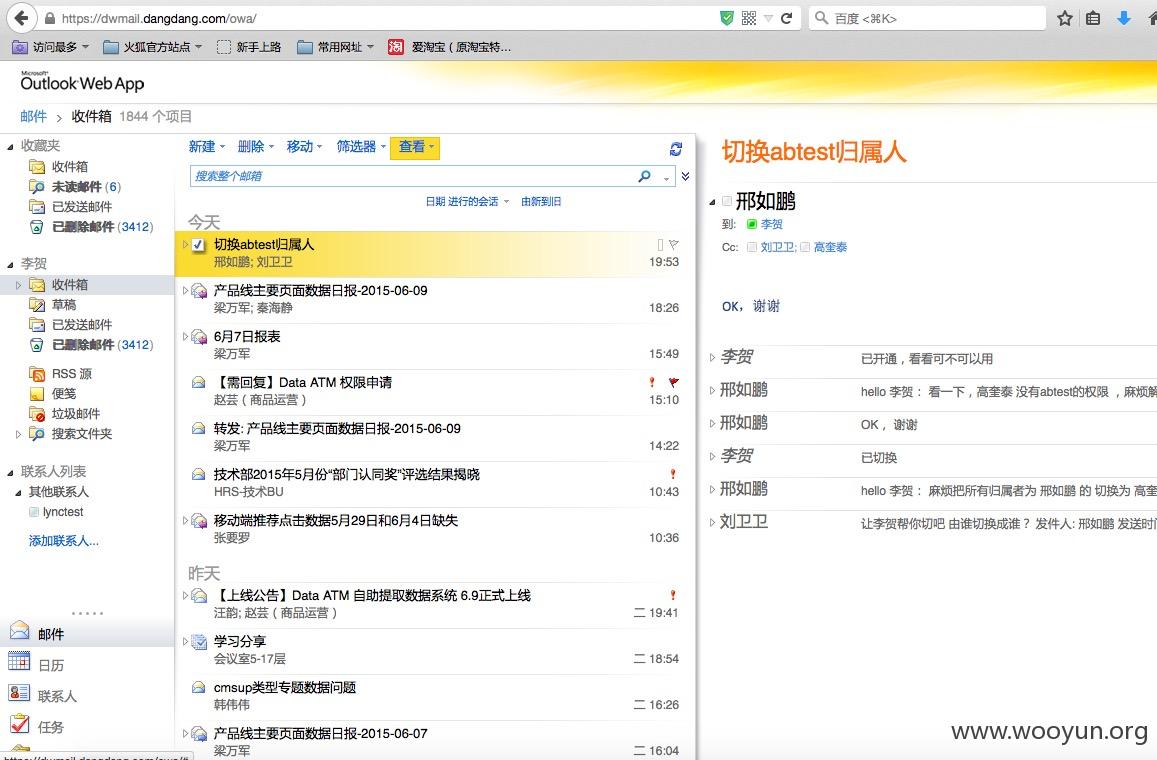 https://dwmail.dangdang.com/owa/
百度 <⌘K>
访问最多
火狐官方站点
新手上路
常用网址
爱淘宝（原淘宝特...
Microsoft®
Outlook Web App
邮件 > 收件箱 1844 个项目
收藏夹
收件箱
未读邮件 (6)
已发送邮件
已删除邮件 (3412)
李贺
收件箱
草稿
已发送邮件
已删除邮件 (3412)
RSS 源
便笺
垃圾邮件
搜索文件夹
联系人列表
其他联系人
lynctest
添加联系人...
邮件
日历
联系人
任务
https://dwmail.dangdang.com/owa/#
新建 删除 移动 筛选器 查看
搜索整个邮箱
日期 进行的会话 由新到旧
今天
切换abtest归属人
邢如鹏; 刘卫卫 19:53
产品线主要页面数据日报-2015-06-09
梁万军; 秦海静 18:26
6月7日报表
梁万军 15:49
【需回复】Data ATM 权限申请
赵芸（商品运营） 15:10
转发: 产品线主要页面数据日报-2015-06-09
梁万军 14:22
技术部2015年5月份“部门认同奖”评选结果揭晓
HRS-技术BU 10:43
移动端推荐点击数据5月29日和6月4日缺失
张要罗 10:36
昨天
【上线公告】Data ATM 自助提取数据系统 6.9正式上线
汪韵; 赵芸（商品运营） 二 19:41
学习分享
会议室5-17层 二 18:54
cmsup类型专题数据问题
韩伟伟 二 16:26
产品线主要页面数据日报-2015-06-07
梁万军 二 16:04
切换abtest归属人
邢如鹏
到: 李贺
Cc: 刘卫卫; 高奎泰
OK，谢谢
李贺 已开通，看看可不可以用
邢如鹏 hello 李贺： 看一下，高奎泰 没有abtest的权限 ，麻烦解
邢如鹏 OK ，谢谢
李贺 已切换
邢如鹏 hello 李贺： 麻烦把所有归属者为 邢如鹏 的 切换为 高奎
刘卫卫 让李贺帮你切吧 由谁切换成谁？ 发件人: 邢如鹏 发送时间
www.wooyun.org